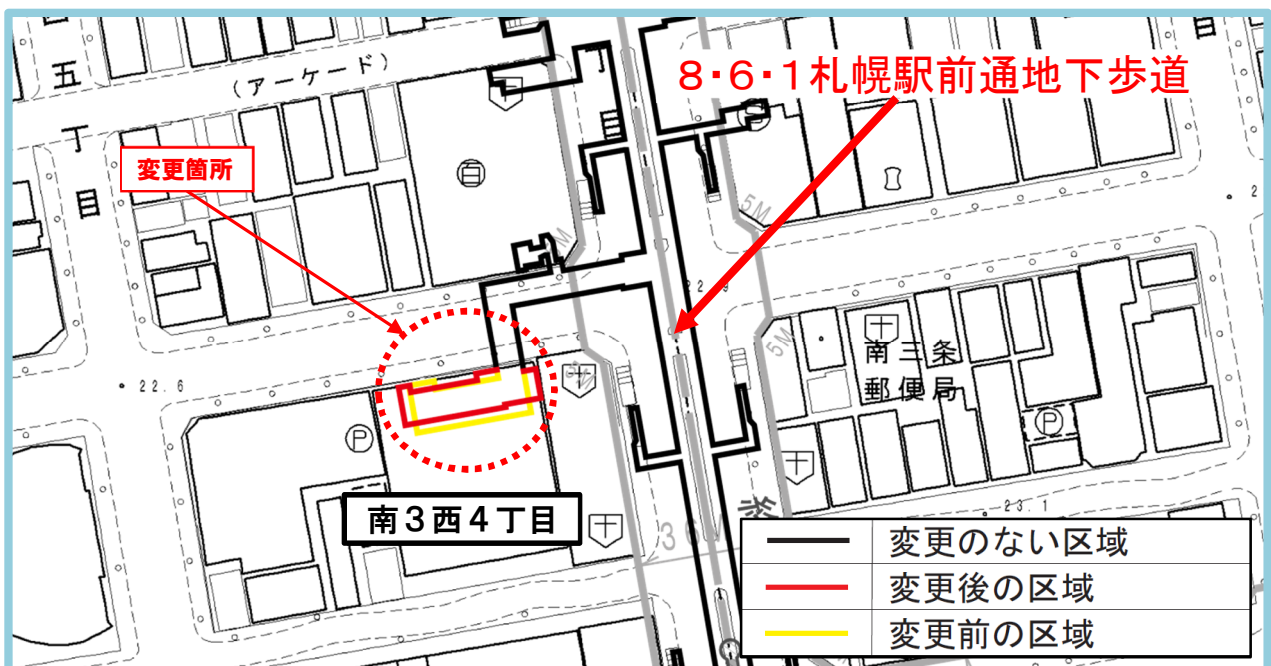 8・6・1札幌駅前通地下歩道
(アーケード)
五
丁
目
丁
百
変更箇所
5M
22.6
P
5M
南三条
郵便局
P
南3西4丁目
23.1
36M
変更のない区域
変更後の区域
変更前の区域